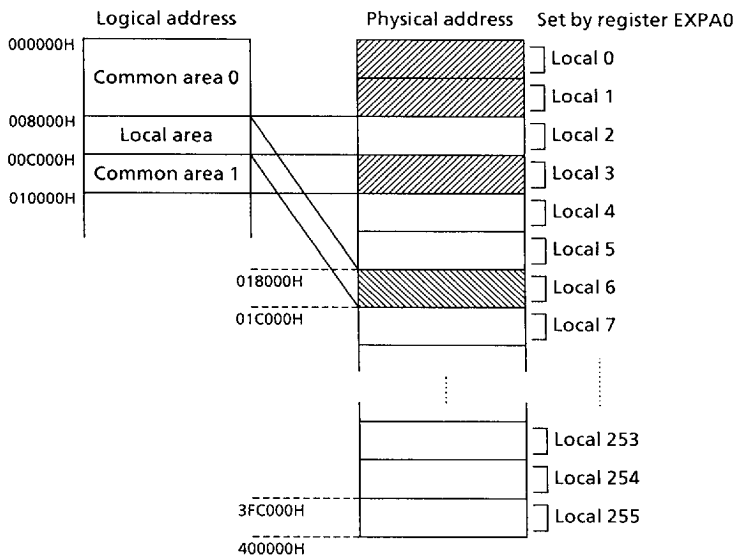 Logical address Physical address Set by register EXPA0
000000H
Local 0
Common area 0
Local 1
008000H
Local area Local 2
00C000H
Common area 1 Local 3
010000H
Local 4
Local 5
018000H
Local 6
01C000H
Local 7
Local 253
Local 254
3FC000H
Local 255
400000H